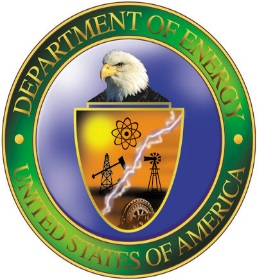 DEPARTMENT OF ENERGY
UNITED STATES OF AMERICA